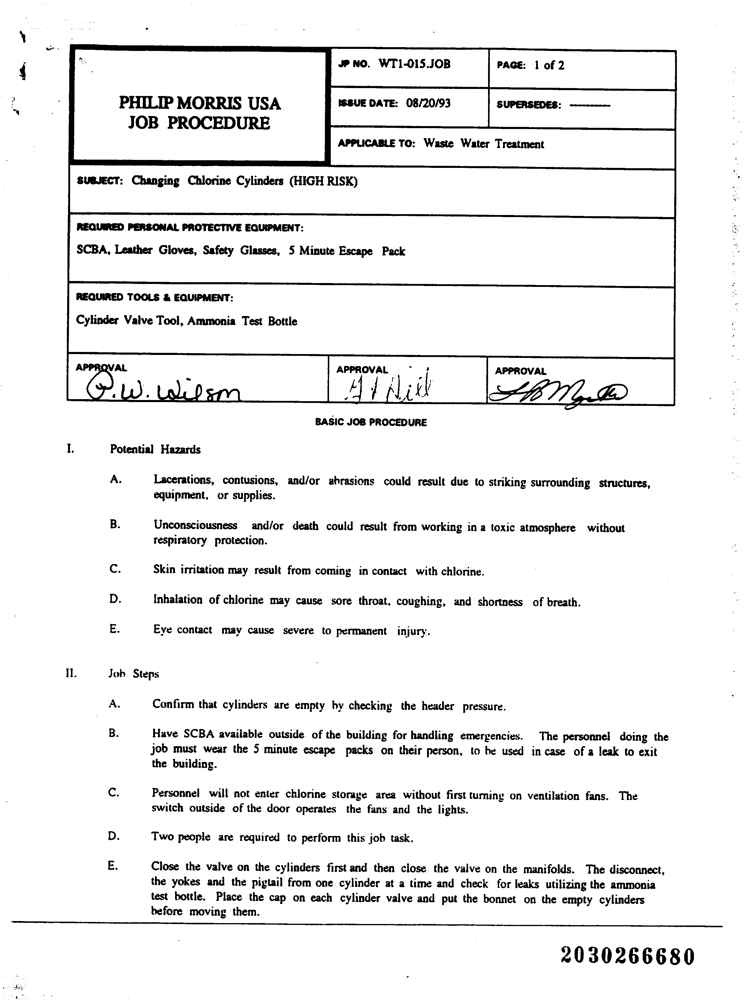 JP NO. WT1-015.JOB
PAGE: 1 of 2
PHILIP MORRIS USA
JOB PROCEDURE
ISSUE DATE: 08/20/93
SUPERSEDES: ----------
APPLICABLE TO: Waste Water Treatment
SUBJECT: Changing Chlorine Cylinders (HIGH RISK)
REQUIRED PERSONAL PROTECTIVE EQUIPMENT:
SCBA, Leather Gloves, Safety Glasses, 5 Minute Escape Pack
REQUIRED TOOLS & EQUIPMENT:
Cylinder Valve Tool, Ammonia Test Bottle
APPROVAL
P.W. Wilson
APPROVAL
Hill
APPROVAL
BASIC JOB PROCEDURE
I. Potential Hazards
A. Lacerations, contusions, and/or abrasions could result due to striking surrounding structures,
equipment, or supplies.
B. Unconsciousness and/or death could result from working in a toxic atmosphere without
respiratory protection.
C. Skin irritation may result from coming in contact with chlorine.
D. Inhalation of chlorine may cause sore throat, coughing, and shortness of breath.
E. Eye contact may cause severe to permanent injury.
II. Job Steps
A. Confirm that cylinders are empty by checking the header pressure.
B. Have SCBA available outside of the building for handling emergencies. The personnel doing the
job must wear the 5 minute escape packs on their person, to be used in case of a leak to exit
the building.
C. Personnel will not enter chlorine storage area without first turning on ventilation fans. The
switch outside of the door operates the fans and the lights.
D. Two people are required to perform this job task.
E. Close the valve on the cylinders first and then close the valve on the manifolds. The disconnect,
the yokes and the pigtail from one cylinder at a time and check for leaks utilizing the ammonia
test bottle. Place the cap on each cylinder valve and put the bonnet on the empty cylinders
before moving them.
2030266680